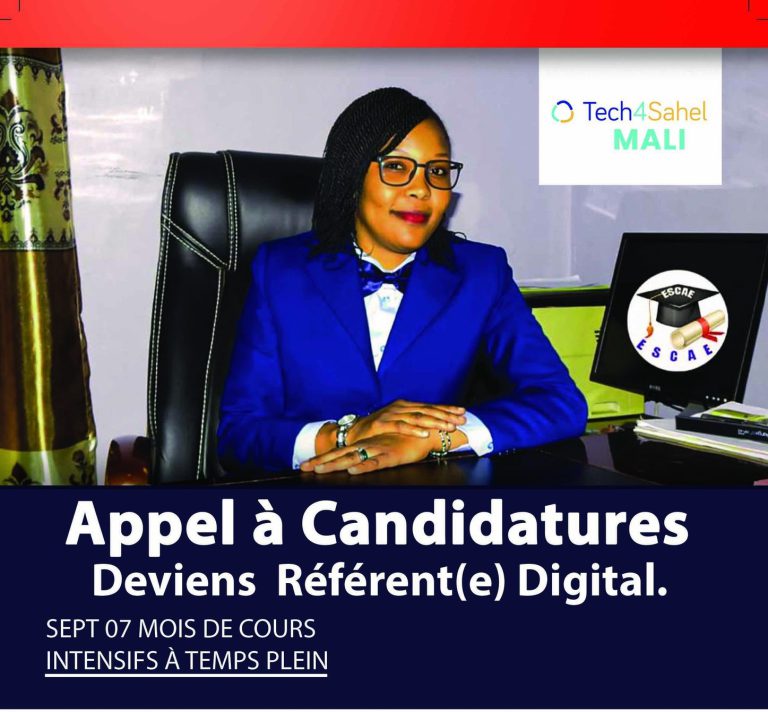 Tech4Sahel
MALI
ESCAE
ESCAE
Appel à Candidatures
Deviens Référent(e) Digital.
SEPT 07 MOIS DE COURS
INTENSIFS À TEMPS PLEIN